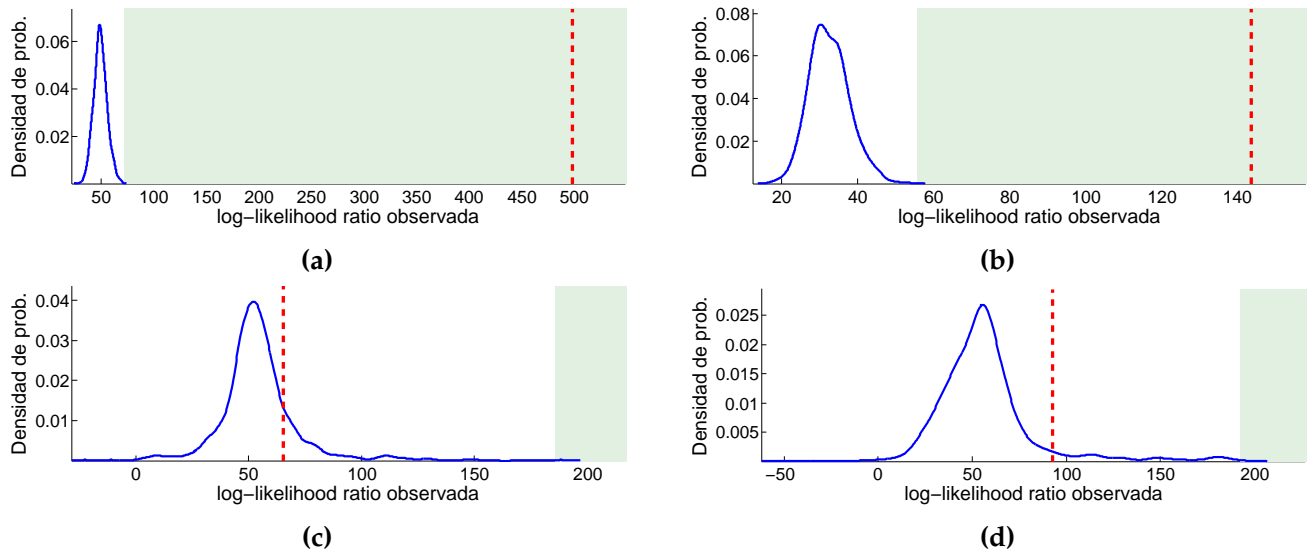 Densidad de prob.
0.06
0.04
0.02
50 100 150 200 250 300 350 400 450 500
log−likelihood ratio observada
(a)
Densidad de prob.
0.08
0.06
0.04
0.02
20 40 60 80 100 120 140
log−likelihood ratio observada
(b)
Densidad de prob.
0.04
0.03
0.02
0.01
0 50 100 150 200
log−likelihood ratio observada
(c)
Densidad de prob.
0.025
0.02
0.015
0.01
0.005
−50 0 50 100 150 200
log−likelihood ratio observada
(d)